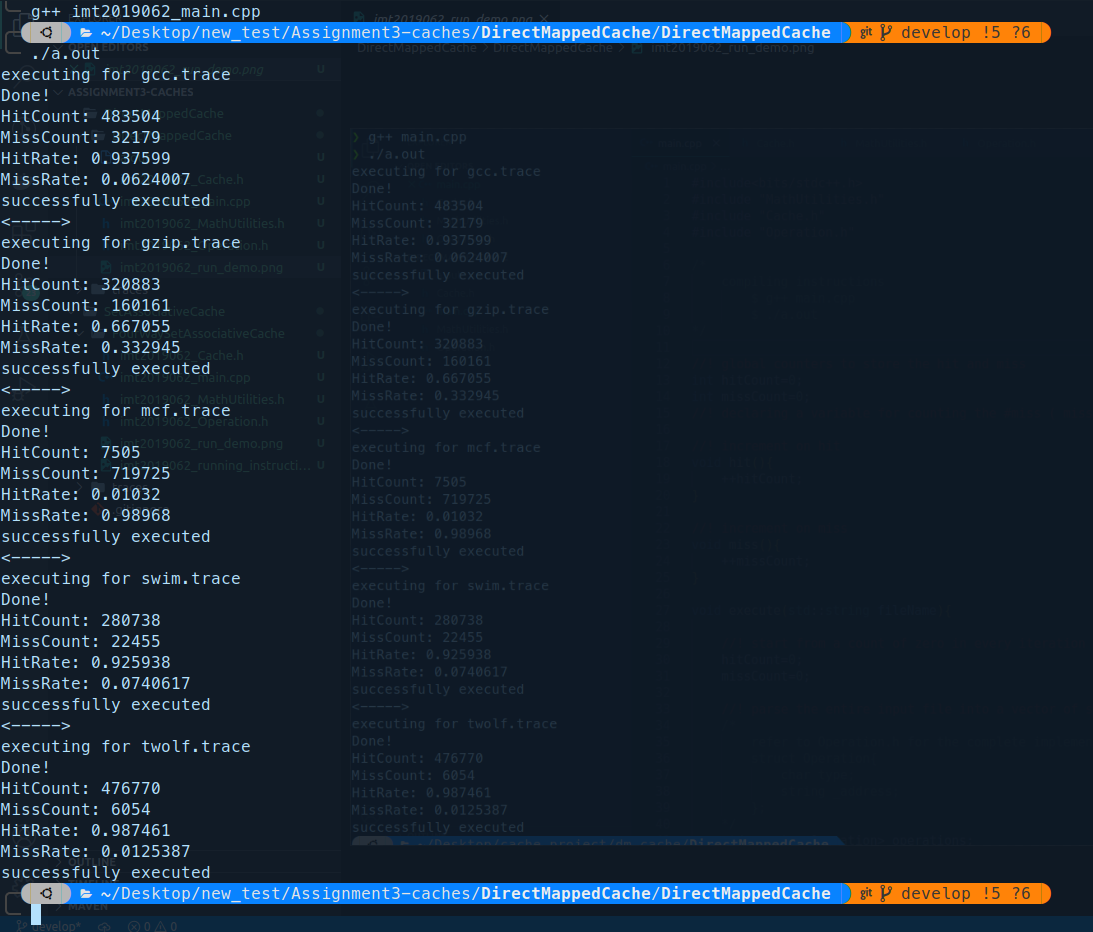 g++ imt2019062_main.cpp
~/Desktop/new_test/Assignment3-caches/DirectMappedCache/DirectMappedCache git develop !5 ?6
./a.out
executing for gcc.trace
Done!
HitCount: 483504
MissCount: 32179
HitRate: 0.937599
MissRate: 0.0624007
successfully executed
<----->
executing for gzip.trace
Done!
HitCount: 320883
MissCount: 160161
HitRate: 0.667055
MissRate: 0.332945
successfully executed
<----->
executing for mcf.trace
Done!
HitCount: 7505
MissCount: 719725
HitRate: 0.01032
MissRate: 0.98968
successfully executed
<----->
executing for swim.trace
Done!
HitCount: 280738
MissCount: 22455
HitRate: 0.925938
MissRate: 0.0740617
successfully executed
<----->
executing for twolf.trace
Done!
HitCount: 476770
MissCount: 6054
HitRate: 0.987461
MissRate: 0.0125387
successfully executed
~/Desktop/new_test/Assignment3-caches/DirectMappedCache/DirectMappedCache git develop !5 ?6
imt2019062_run_demo.png
DirectMappedCache > DirectMappedCache > imt2019062_run_demo.png
ASSIGNMENT3-CACHES
imt2019062_MathUtilities.h U
imt2019062_run_demo.png U
SetAssociativeCache
imt2019062_Cache.h U
imt2019062_main.cpp U
imt2019062_MathUtilities.h U
imt2019062_Operation.h U
imt2019062_run_demo.png U
imt2019062_running_instructi... U
OUTLINE
MAVEN
develop* 0 0
> g++ main.cpp
> ./a.out
executing for gcc.trace
Done!
HitCount: 483504
MissCount: 32179
HitRate: 0.937599
MissRate: 0.0624007
successfully executed
<----->
executing for gzip.trace
Done!
HitCount: 320883
MissCount: 160161
HitRate: 0.667055
MissRate: 0.332945
successfully executed
<----->
executing for mcf.trace
Done!
HitCount: 7505
MissCount: 719725
HitRate: 0.01032
MissRate: 0.98968
successfully executed
<----->
executing for swim.trace
Done!
HitCount: 280738
MissCount: 22455
HitRate: 0.925938
MissRate: 0.0740617
successfully executed
<----->
executing for twolf.trace
Done!
HitCount: 476770
MissCount: 6054
HitRate: 0.987461
MissRate: 0.0125387
successfully executed